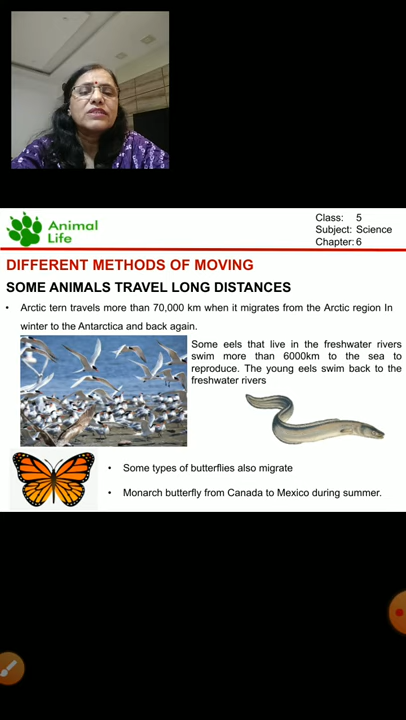 Animal
Life
Class: 5
Subject: Science
Chapter: 6
DIFFERENT METHODS OF MOVING
SOME ANIMALS TRAVEL LONG DISTANCES
• Arctic tern travels more than 70,000 km when it migrates from the Arctic region In
winter to the Antarctica and back again.
Some eels that live in the freshwater rivers
swim more than 6000km to the sea to
reproduce. The young eels swim back to the
freshwater rivers
• Some types of butterflies also migrate
• Monarch butterfly from Canada to Mexico during summer.